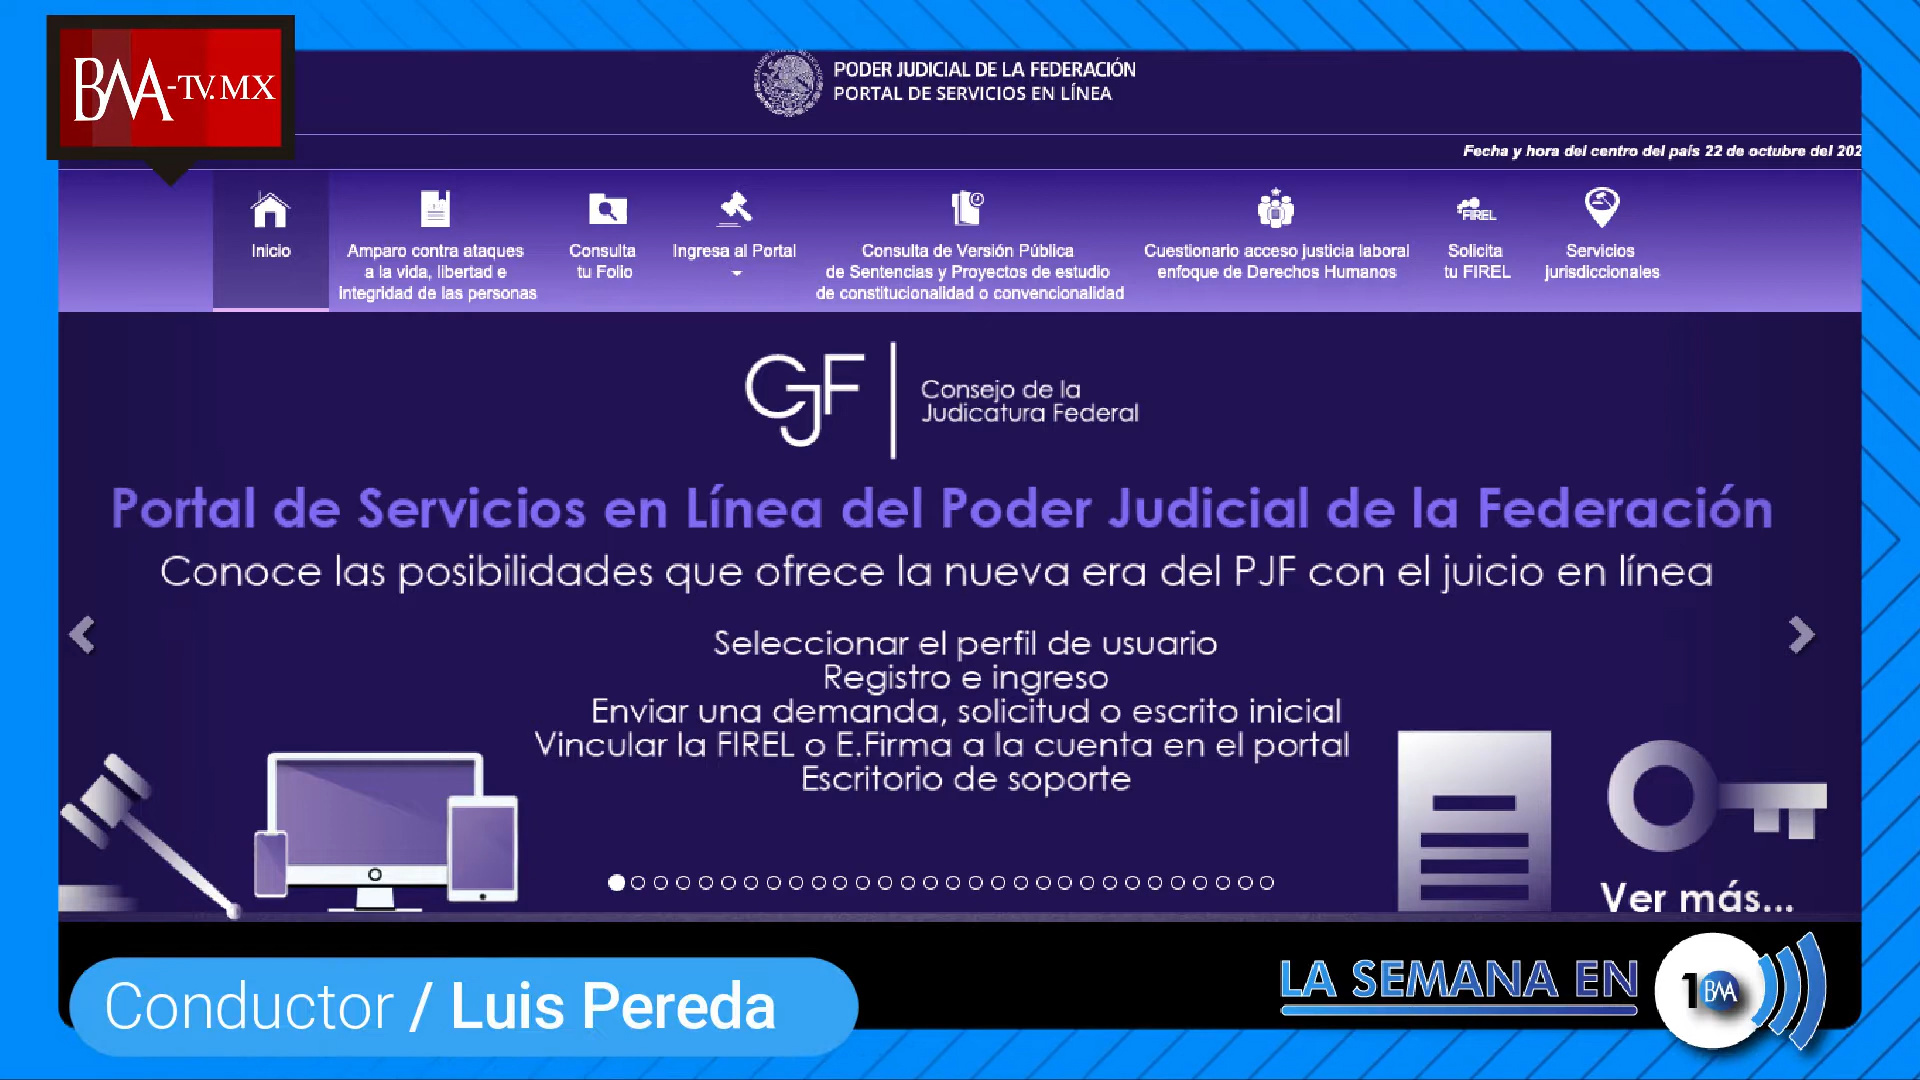 BMA-TV.MX
PODER JUDICIAL DE LA FEDERACIÓN
PORTAL DE SERVICIOS EN LÍNEA
Fecha y hora del centro del país 22 de octubre del 202
Inicio
Amparo contra ataques
a la vida, libertad e
integridad de las personas
Consulta
tu Folio
Ingresa al Portal
Consulta de Versión Pública
de Sentencias y Proyectos de estudio
de constitucionalidad o convencionalidad
Cuestionario acceso justicia laboral
enfoque de Derechos Humanos
FIREL
Solicita
tu FIREL
Servicios
jurisdiccionales
CJF
Consejo de la
Judicatura Federal
Portal de Servicios en Línea del Poder Judicial de la Federación
Conoce las posibilidades que ofrece la nueva era del PJF con el juicio en línea
Seleccionar el perfil de usuario
Registro e ingreso
Enviar una demanda, solicitud o escrito inicial
Vincular la FIREL o E.Firma a la cuenta en el portal
Escritorio de soporte
Ver más...
Conductor / Luis Pereda
LA SEMANA EN
10
BMA